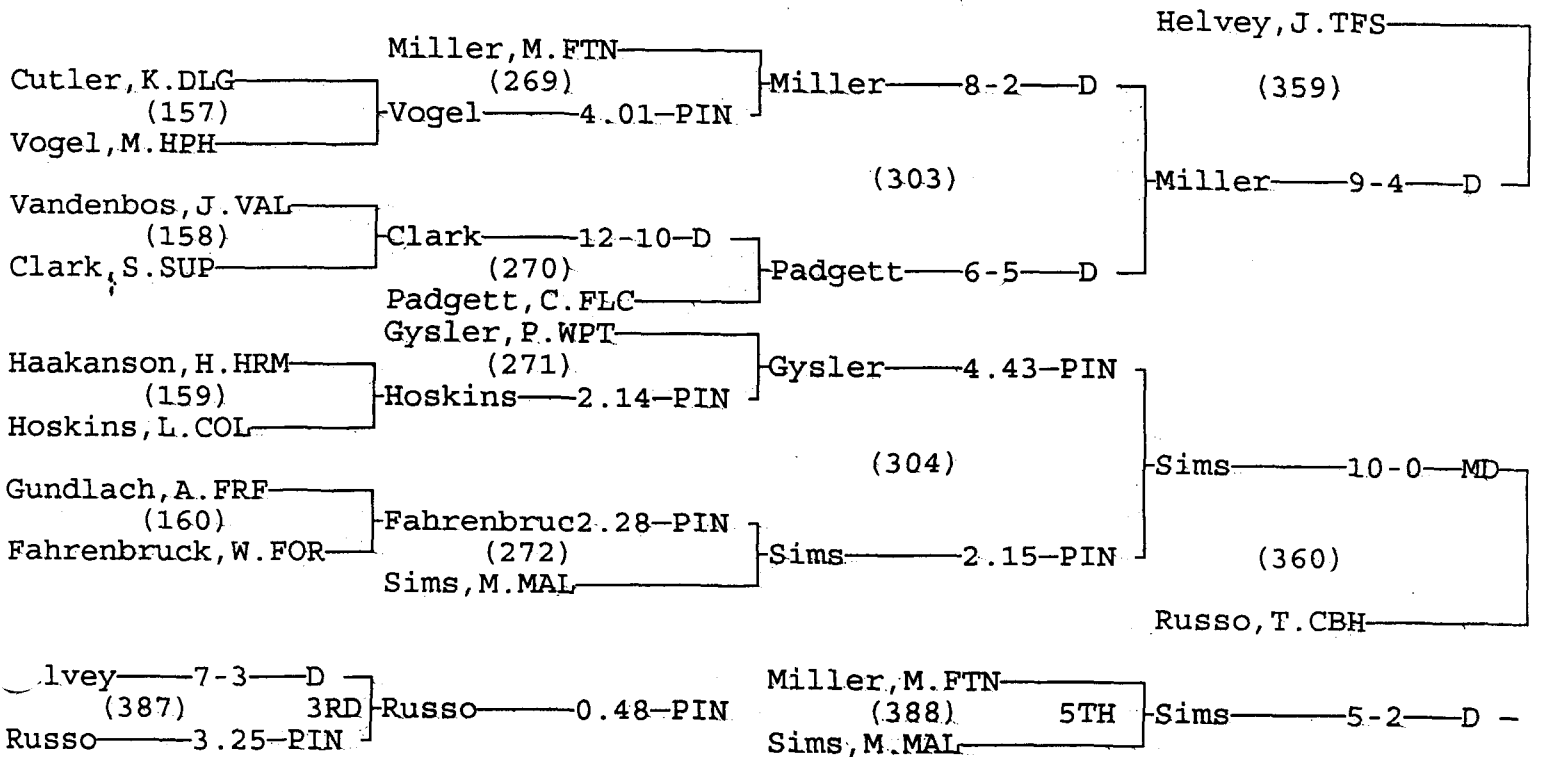 Helvey,J.TFS
Miller,M.FTN
Cutler,K.DLG (269) Miller 8-2 D (359)
(157) Vogel 4.01-PIN
Vogel,M.HPH
(303) Miller 9-4 D
Vandenbos,J.VAL
(158) Clark 12-10-D
Clark,S.SUP (270) Padgett 6-5 D
Padgett,C.FLC
Gysler,P.WPT
Haakanson,H.HRM (271) Gysler 4.43-PIN
(159) Hoskins 2.14-PIN
Hoskins,L.COL
(304) Sims 10-0 MD
Gundlach,A.FRF
(160) Fahrenbruc2.28-PIN
Fahrenbruck,W.FOR (272) Sims 2.15-PIN (360)
Sims,M.MAL
Russo,T.CBH
lvey 7-3 D Miller,M.FTN
(387) 3RD Russo 0.48-PIN (388) 5TH Sims 5-2 D
Russo 3.25-PIN Sims,M.MAL